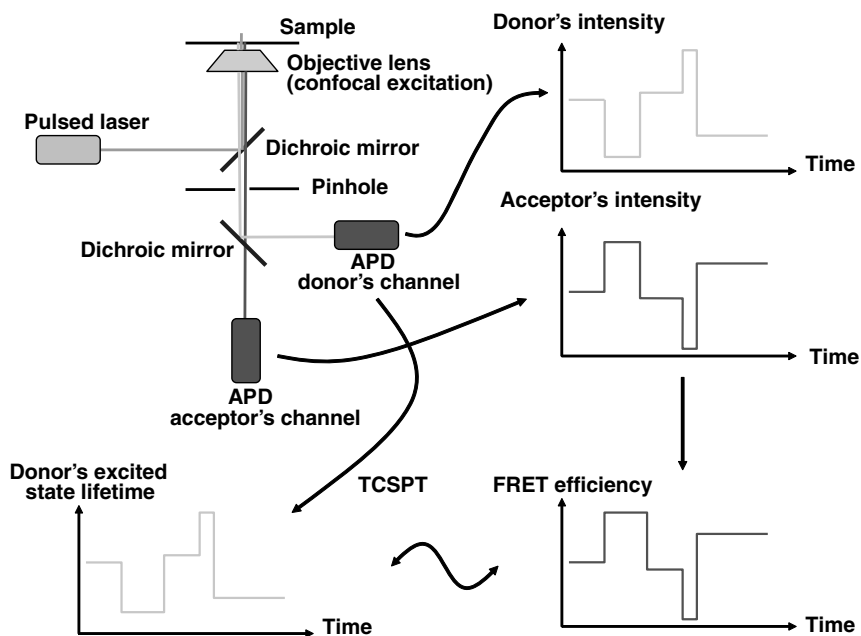 Sample
Objective lens
(confocal excitation)
Pulsed laser
Dichroic mirror
Pinhole
Dichroic mirror
APD
donor's channel
APD
acceptor's channel
Donor's intensity
Time
Acceptor's intensity
Time
Donor's excited
state lifetime
Time
TCSPT
FRET efficiency
Time